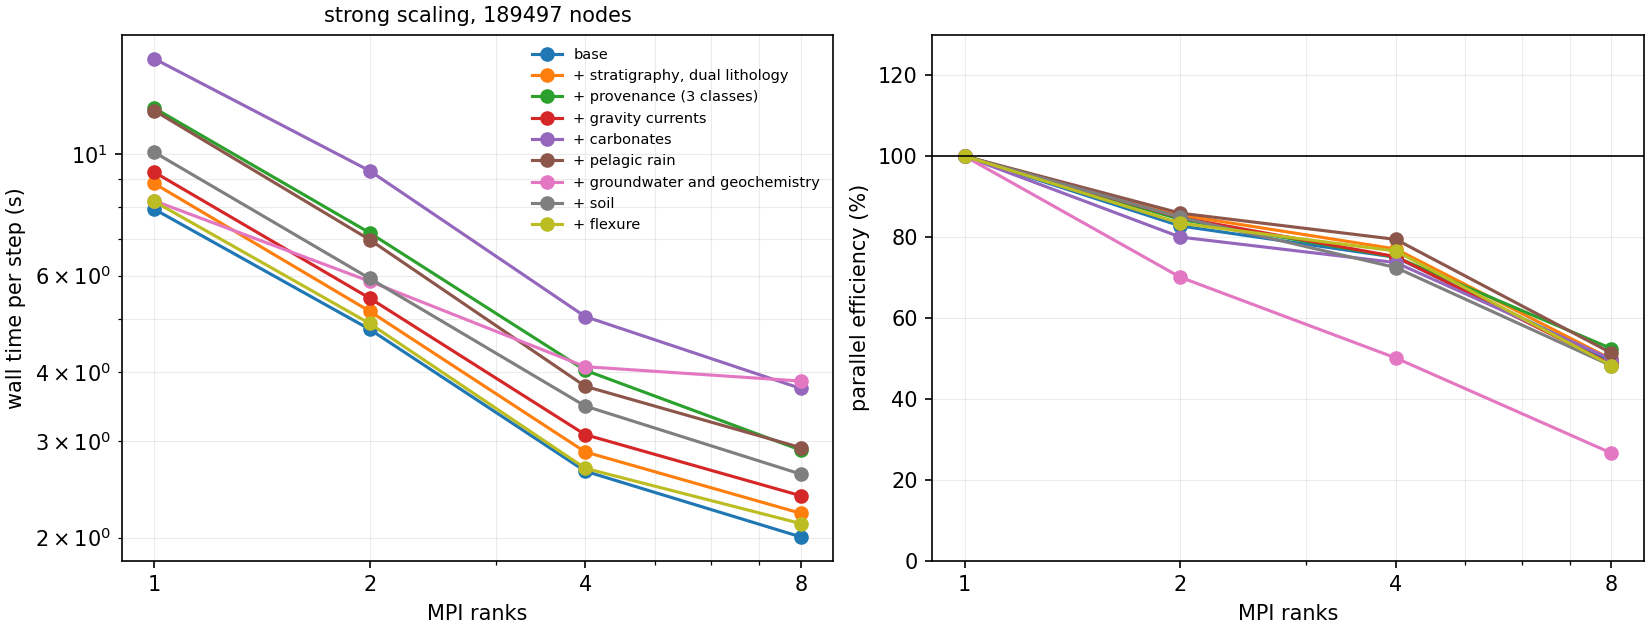 strong scaling, 189497 nodes
wall time per step (s)
10¹
6 × 10⁰
4 × 10⁰
3 × 10⁰
2 × 10⁰
base
+ stratigraphy, dual lithology
+ provenance (3 classes)
+ gravity currents
+ carbonates
+ pelagic rain
+ groundwater and geochemistry
+ soil
+ flexure
1 2 4 8
MPI ranks
parallel efficiency (%)
120
100
80
60
40
20
0
1 2 4 8
MPI ranks